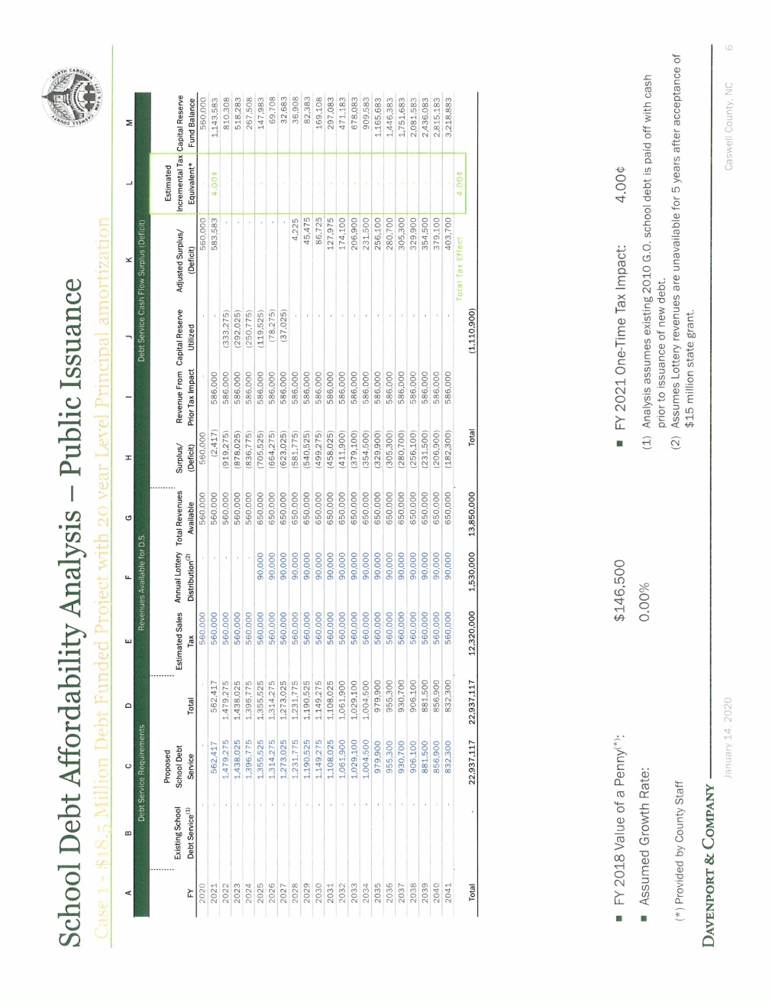 School Debt Affordability Analysis – Public Issuance
Case 1 - $18.5 Million Debt Funded Project with 20 year Level Principal amortization
A B C D E F G H I J K L M
Debt Service Requirements Revenues Available for D.S. Debt Service Cash Flow Surplus (Deficit)
FY Existing School Debt Service(1) Proposed School Debt Service Total Estimated Sales Tax Annual Lottery Distribution(2) Total Revenues Available Surplus/ (Deficit) Revenue From Prior Tax Impact Capital Reserve Utilized Adjusted Surplus/ (Deficit) Estimated Incremental Tax Equivalent* Capital Reserve Fund Balance
2020 - - - 560,000 - 560,000 560,000 - - 560,000 - 560,000
2021 - 562,417 562,417 560,000 - 560,000 (2,417) 586,000 - 583,583 4.00¢ 1,143,583
2022 - 1,479,275 1,479,275 560,000 - 560,000 (919,275) 586,000 (333,275) - - 810,308
2023 - 1,438,025 1,438,025 560,000 - 560,000 (878,025) 586,000 (292,025) - - 518,283
2024 - 1,396,775 1,396,775 560,000 - 560,000 (836,775) 586,000 (250,775) - - 267,508
2025 - 1,355,525 1,355,525 560,000 90,000 650,000 (705,525) 586,000 (119,525) - - 147,983
2026 - 1,314,275 1,314,275 560,000 90,000 650,000 (664,275) 586,000 (78,275) - - 69,708
2027 - 1,273,025 1,273,025 560,000 90,000 650,000 (623,025) 586,000 (37,025) - - 32,683
2028 - 1,231,775 1,231,775 560,000 90,000 650,000 (581,775) 586,000 - 4,225 - 36,908
2029 - 1,190,525 1,190,525 560,000 90,000 650,000 (540,525) 586,000 - 45,475 - 82,383
2030 - 1,149,275 1,149,275 560,000 90,000 650,000 (499,275) 586,000 - 86,725 - 169,108
2031 - 1,108,025 1,108,025 560,000 90,000 650,000 (458,025) 586,000 - 127,975 - 297,083
2032 - 1,061,900 1,061,900 560,000 90,000 650,000 (411,900) 586,000 - 174,100 - 471,183
2033 - 1,029,100 1,029,100 560,000 90,000 650,000 (379,100) 586,000 - 206,900 - 678,083
2034 - 1,004,500 1,004,500 560,000 90,000 650,000 (354,500) 586,000 - 231,500 - 909,583
2035 - 979,900 979,900 560,000 90,000 650,000 (329,900) 586,000 - 256,100 - 1,165,683
2036 - 955,300 955,300 560,000 90,000 650,000 (305,300) 586,000 - 280,700 - 1,446,383
2037 - 930,700 930,700 560,000 90,000 650,000 (280,700) 586,000 - 305,300 - 1,751,683
2038 - 906,100 906,100 560,000 90,000 650,000 (256,100) 586,000 - 329,900 - 2,081,583
2039 - 881,500 881,500 560,000 90,000 650,000 (231,500) 586,000 - 354,500 - 2,436,083
2040 - 856,900 856,900 560,000 90,000 650,000 (206,900) 586,000 - 379,100 - 2,815,183
2041 - 832,300 832,300 560,000 90,000 650,000 (182,300) 586,000 - 403,700 - 3,218,883
Total Tax Effect 4.00¢
Total - 22,937,117 22,937,117 12,320,000 1,530,000 13,850,000 Total (1,110,900)
■ FY 2018 Value of a Penny(*): $146,500
■ Assumed Growth Rate: 0.00%
(*) Provided by County Staff
■ FY 2021 One-Time Tax Impact: 4.00¢
(1) Analysis assumes existing 2010 G.O. school debt is paid off with cash
prior to issuance of new debt.
(2) Assumes Lottery revenues are unavailable for 5 years after acceptance of
$15 million state grant.
DAVENPORT & COMPANY
January 14, 2020
Caswell County, NC
6
NORTH CAROLINA
CASWELL COUNTY